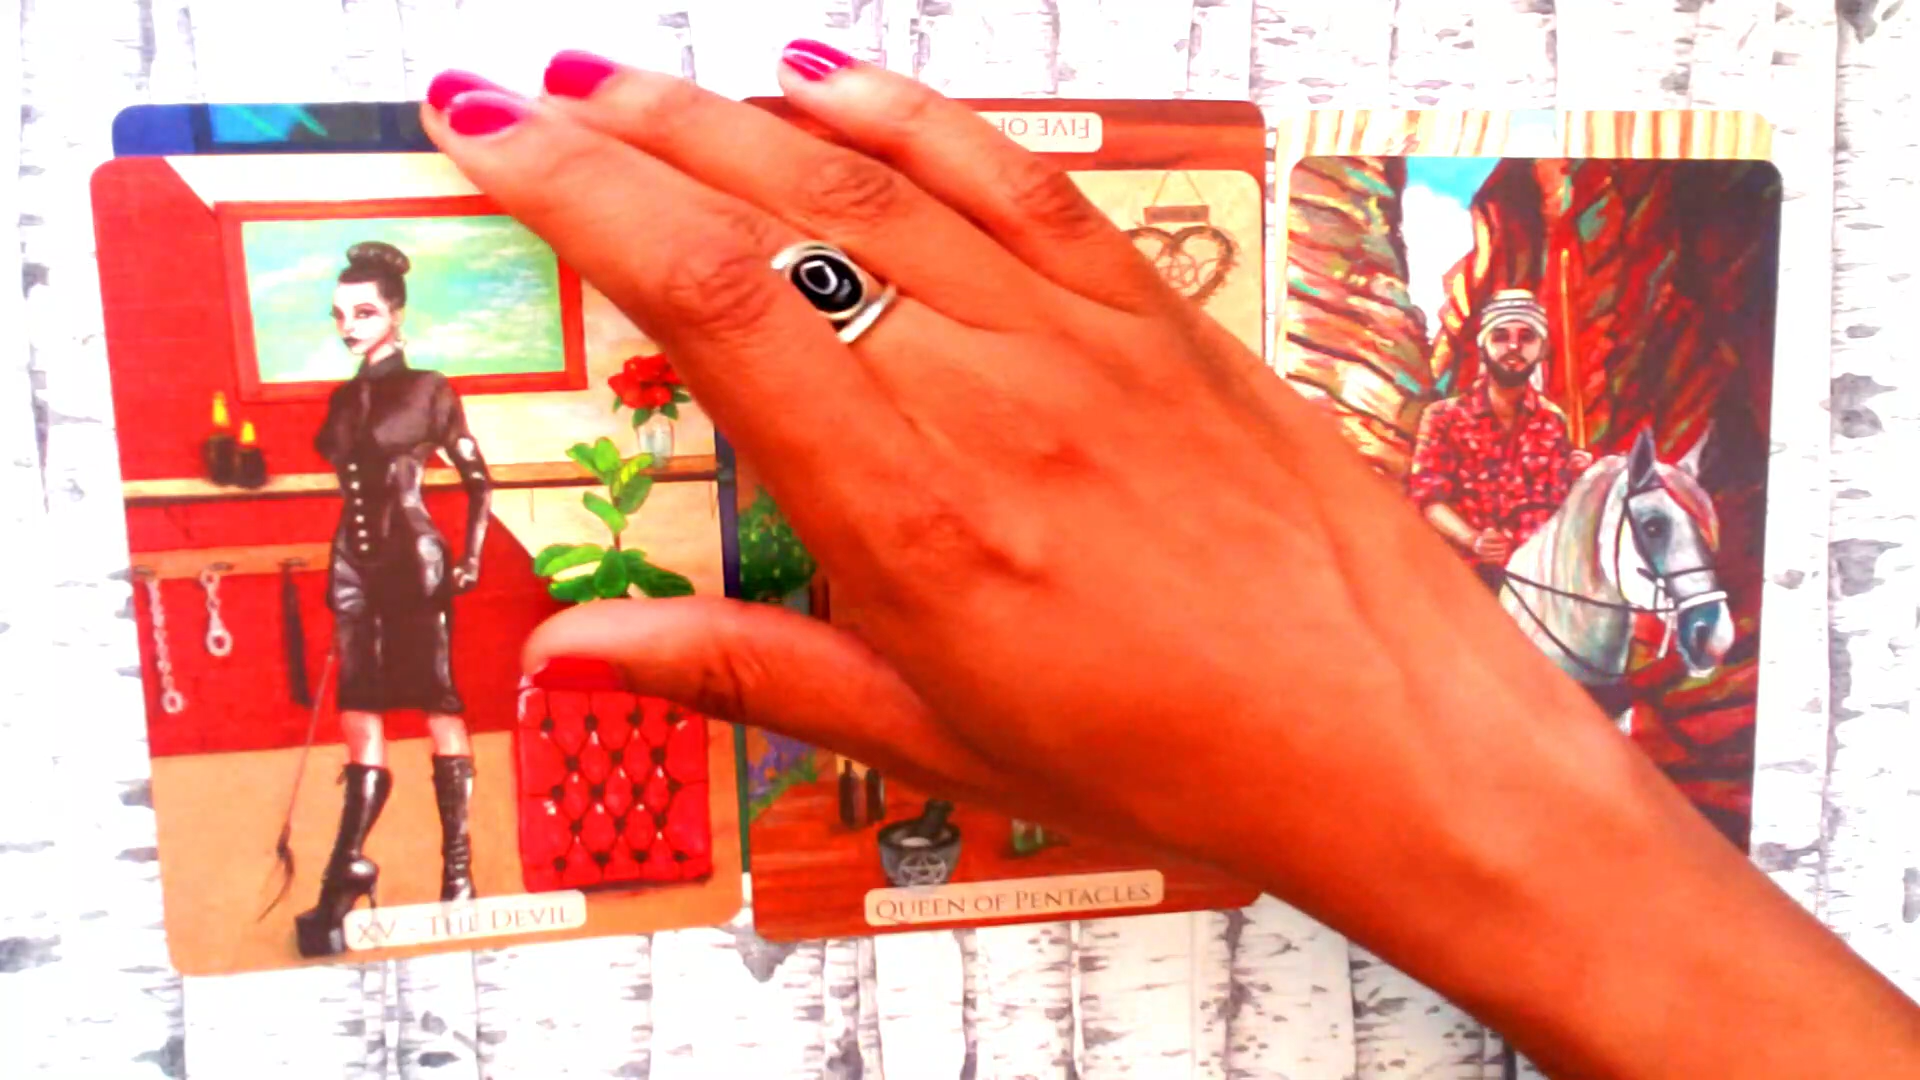 FIVE OF
XV - THE DEVIL
QUEEN OF PENTACLES